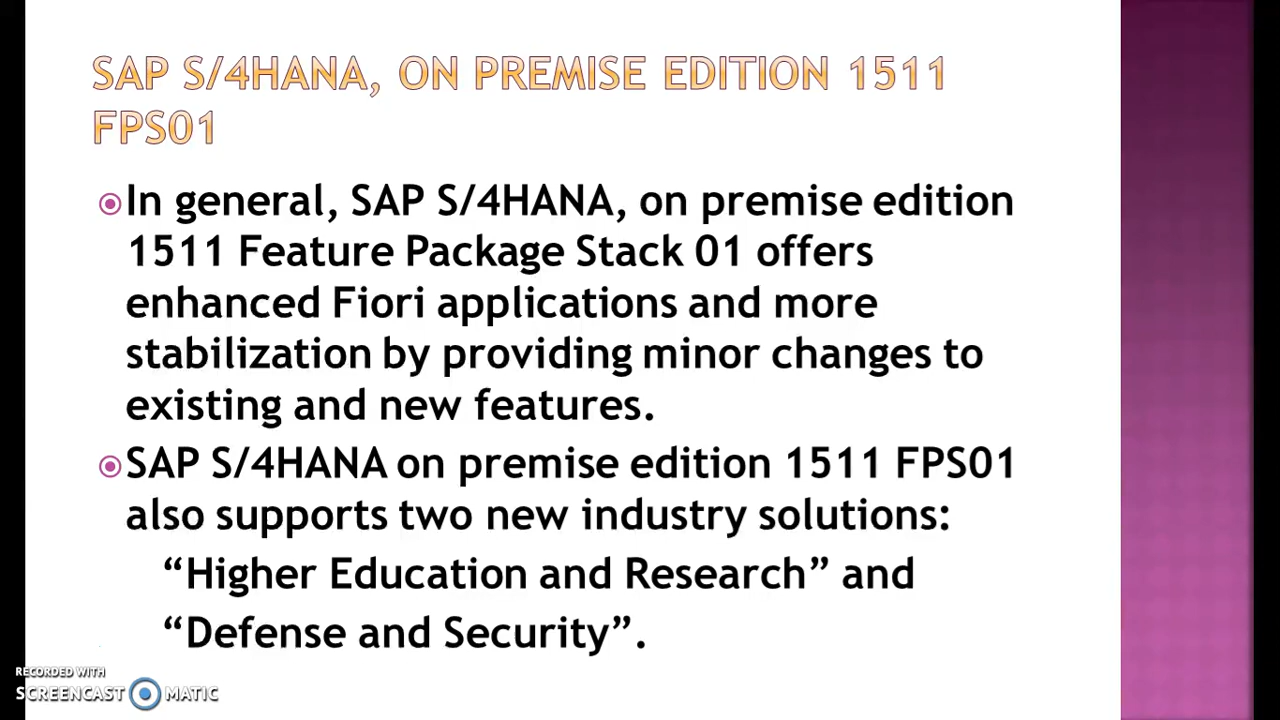 SAP S/4HANA, ON PREMISE EDITION 1511
FPS01
In general, SAP S/4HANA, on premise edition
1511 Feature Package Stack 01 offers
enhanced Fiori applications and more
stabilization by providing minor changes to
existing and new features.
SAP S/4HANA on premise edition 1511 FPS01
also supports two new industry solutions:
“Higher Education and Research” and
“Defense and Security”.
RECORDED WITH
SCREENCAST MATIC